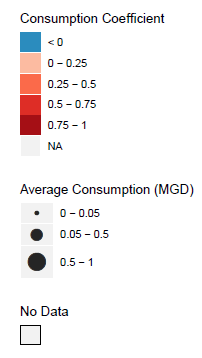 Consumption Coefficient
< 0
0 – 0.25
0.25 – 0.5
0.5 – 0.75
0.75 – 1
NA
Average Consumption (MGD)
0 – 0.05
0.05 – 0.5
0.5 – 1
No Data